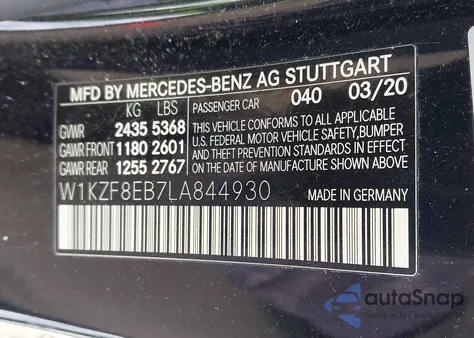 MFD BY MERCEDES-BENZ AG STUTTGART
KG LBS PASSENGER CAR 040 03/20
GVWR 2435 5368
GAWR FRONT 1180 2601
GAWR REAR 1255 2767
THIS VEHICLE CONFORMS TO ALL APPLICABLE
U.S. FEDERAL MOTOR VEHICLE SAFETY,BUMPER
AND THEFT PREVENTION STANDARDS IN EFFECT
ON THE DATE OF MANUFACTURE SHOWN ABOVE
W1KZF8EB7LA844930 MADE IN GERMANY
autoSnap